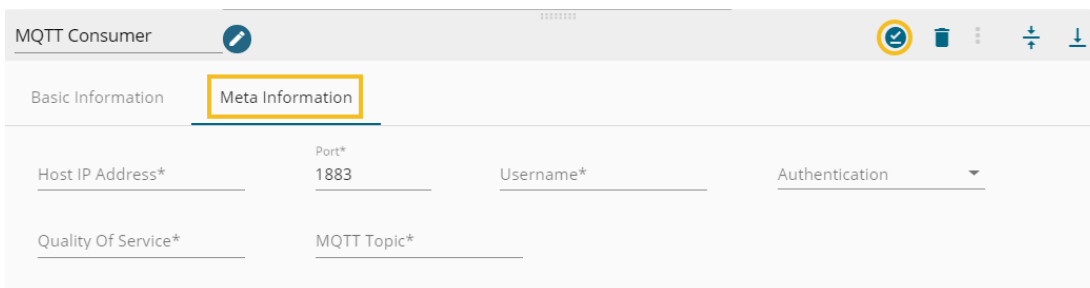 MQTT Consumer
Basic Information Meta Information
Port*
Host IP Address* 1883 Username* Authentication
Quality Of Service* MQTT Topic*